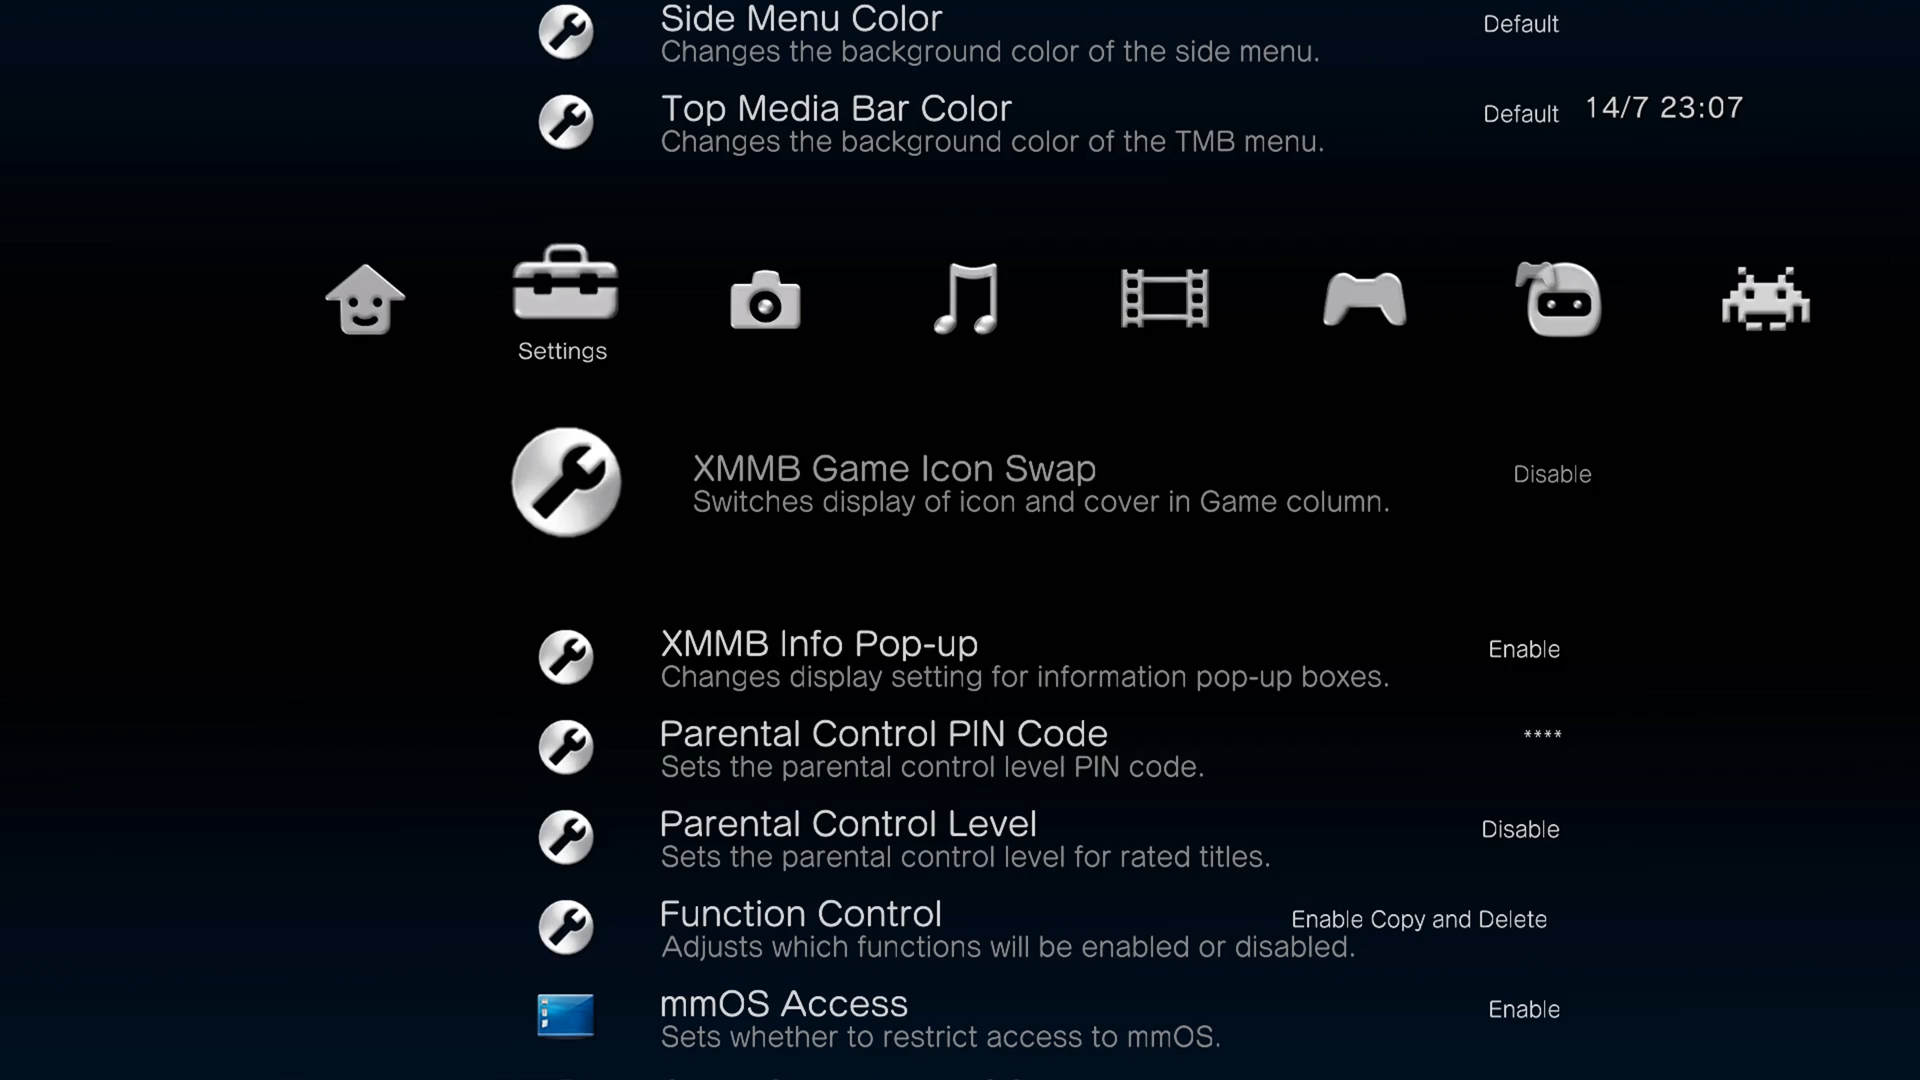 Side Menu Color
Default
Changes the background color of the side menu.
Top Media Bar Color
Default
14/7 23:07
Changes the background color of the TMB menu.
Settings
XMMB Game Icon Swap
Disable
Switches display of icon and cover in Game column.
XMMB Info Pop-up
Enable
Changes display setting for information pop-up boxes.
Parental Control PIN Code
****
Sets the parental control level PIN code.
Parental Control Level
Disable
Sets the parental control level for rated titles.
Function Control
Enable Copy and Delete
Adjusts which functions will be enabled or disabled.
mmOS Access
Enable
Sets whether to restrict access to mmOS.